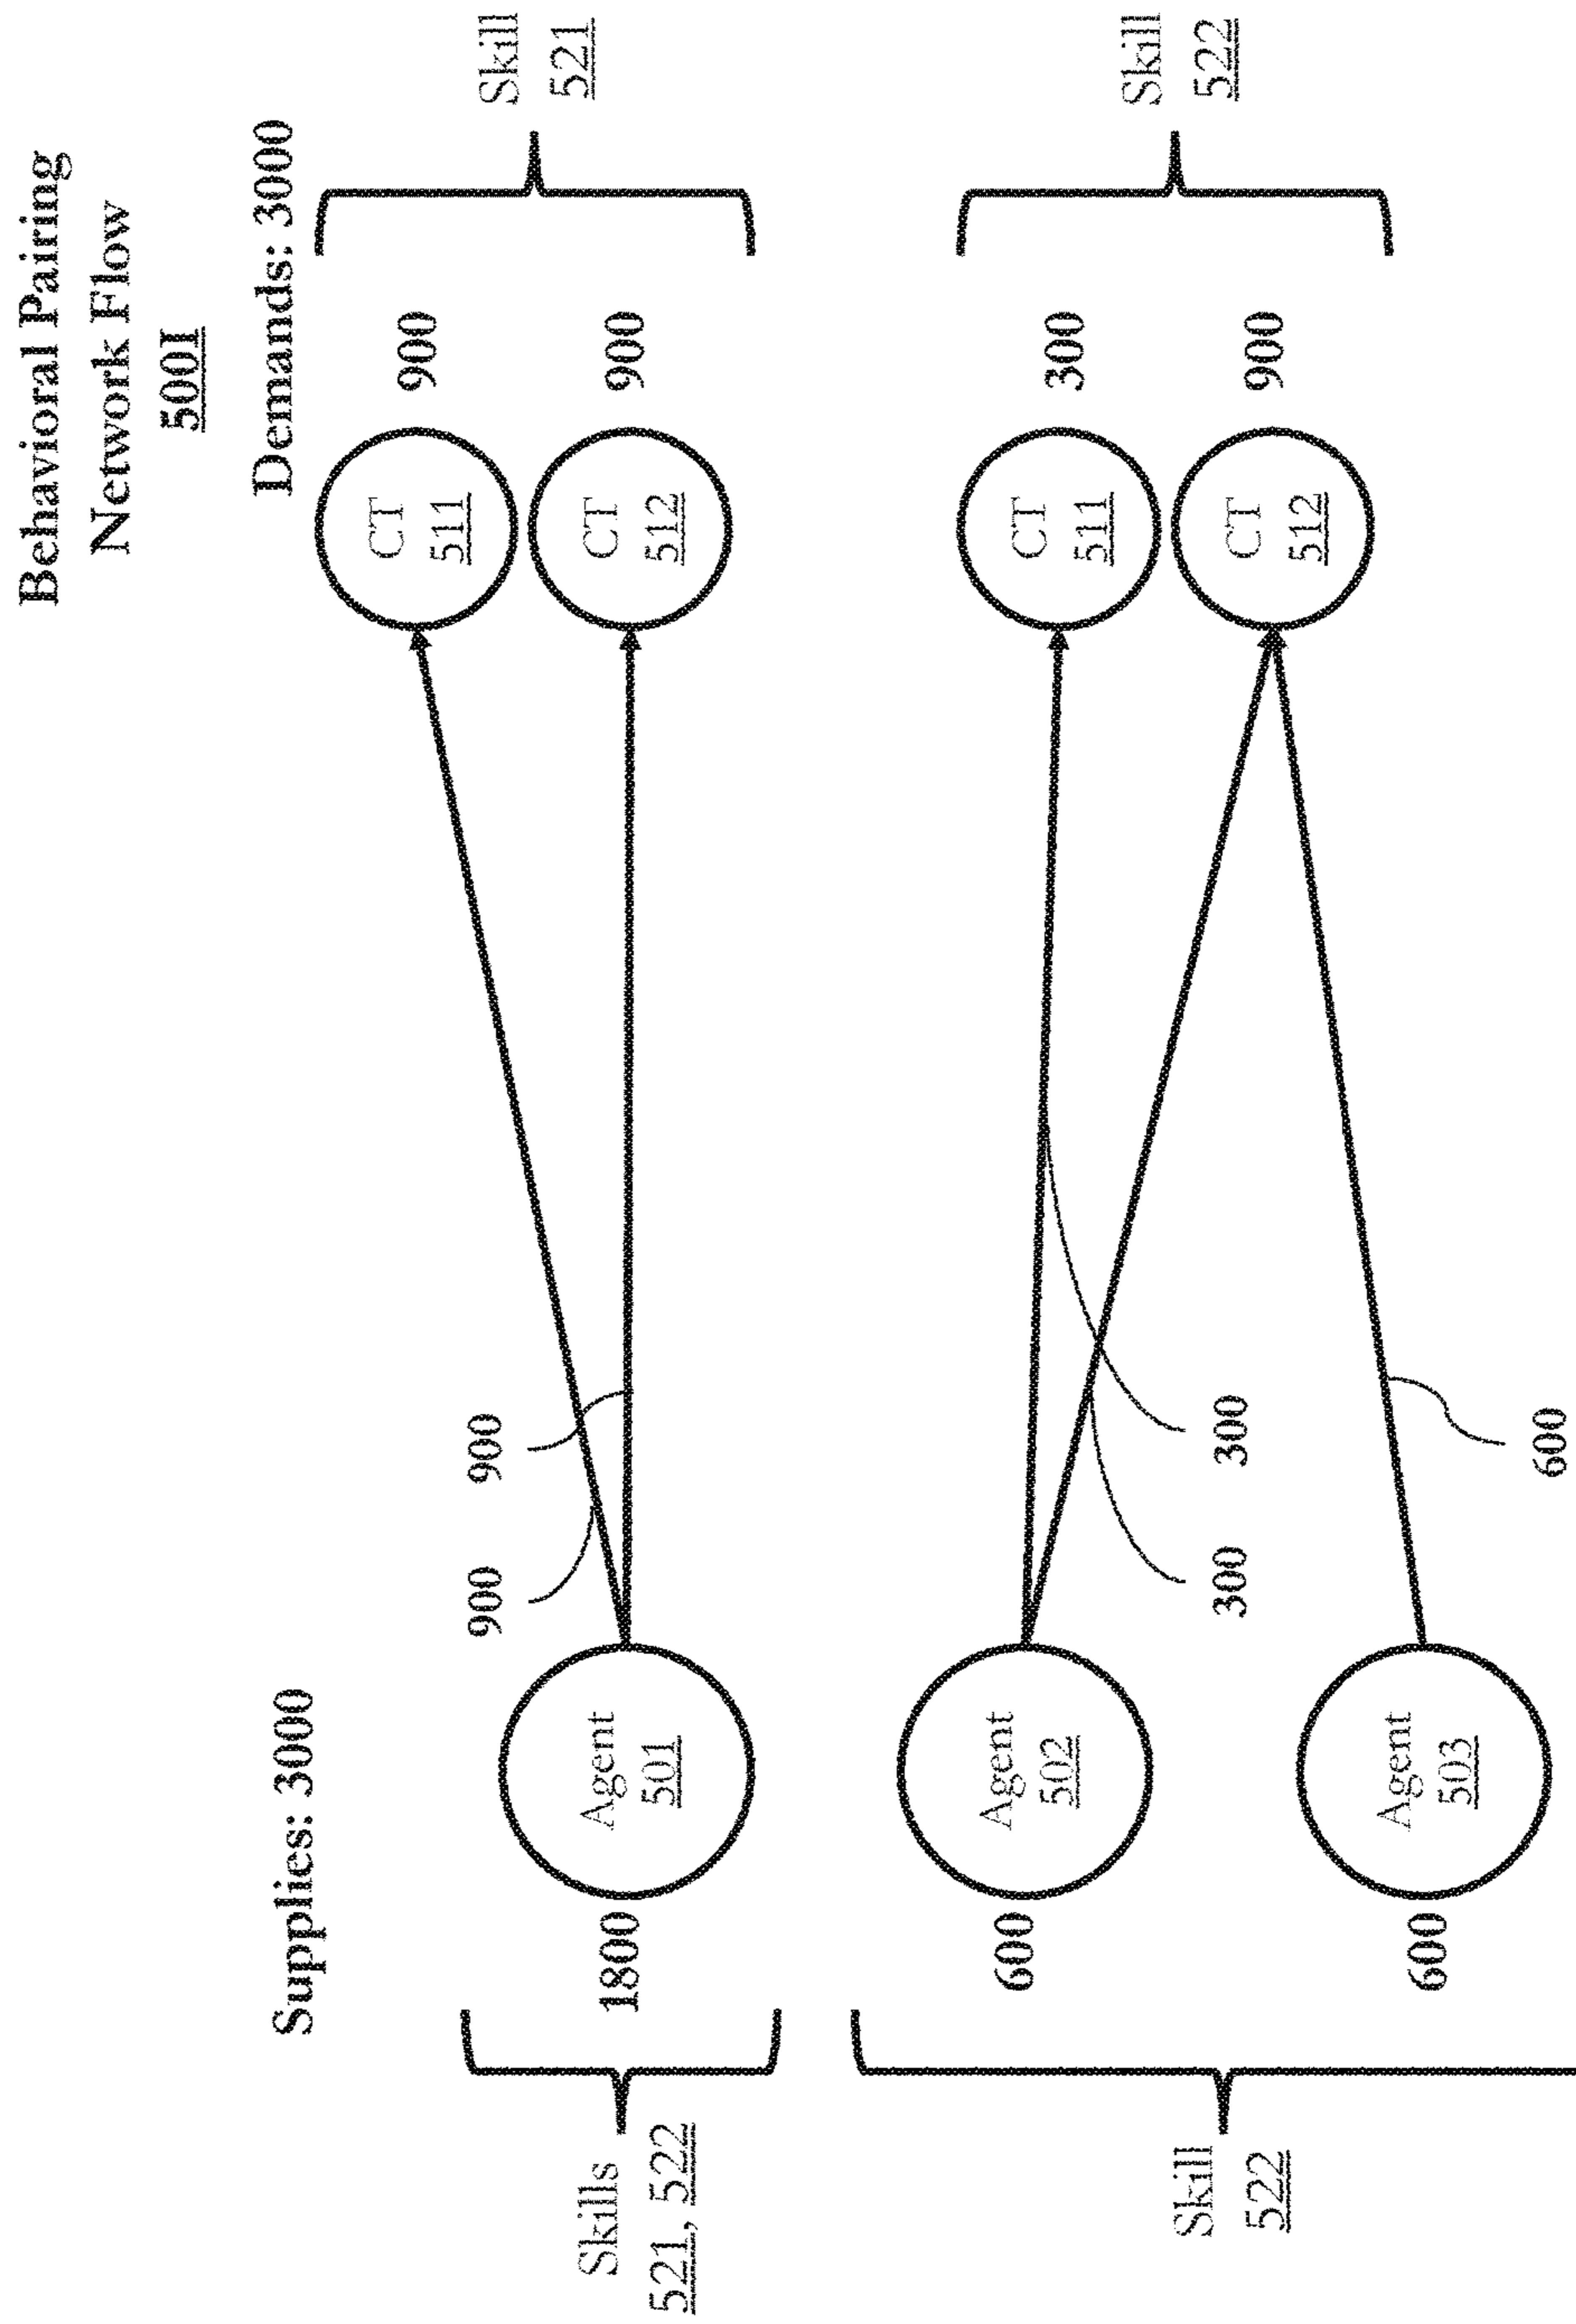 Behavioral Pairing
Network Flow
500I
Supplies: 3000
Demands: 3000
Skills
521, 522
1800
Agent
501
900
900
CT
511
900
CT
512
900
Skill
521
Skill
522
600
Agent
502
300
300
CT
511
300
CT
512
900
Skill
522
600
Agent
503
600